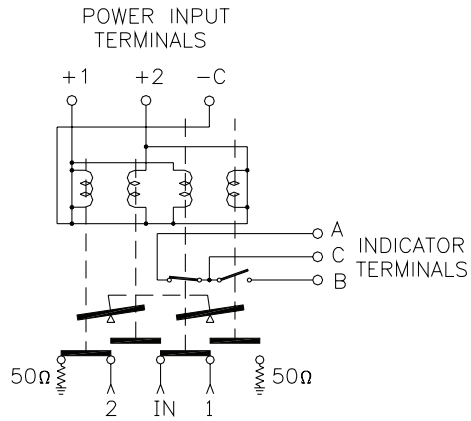 POWER INPUT
TERMINALS
+1 +2 -C
A
C
B
INDICATOR
TERMINALS
50Ω
50Ω
2 IN 1